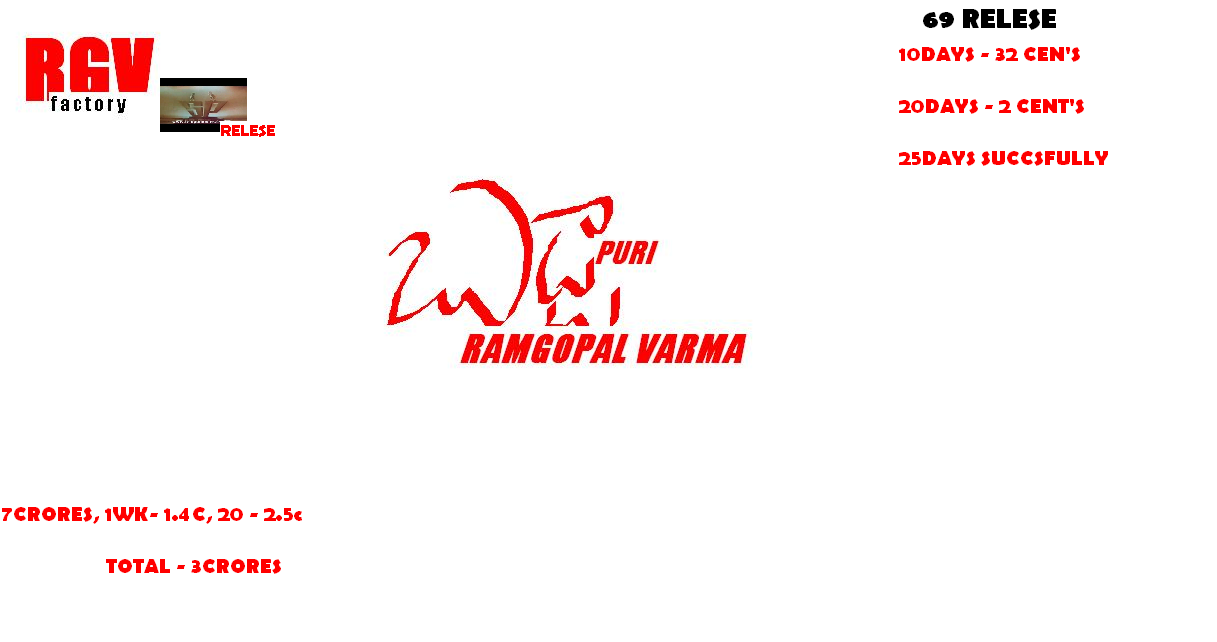 RGV
factory
RELESE
69 RELESE
10DAYS - 32 CEN'S
20DAYS - 2 CENT'S
25DAYS SUCCSFULLY
PURI
RAMGOPAL VARMA
7CRORES, 1WK- 1.4C, 20 - 2.5c
TOTAL - 3CRORES